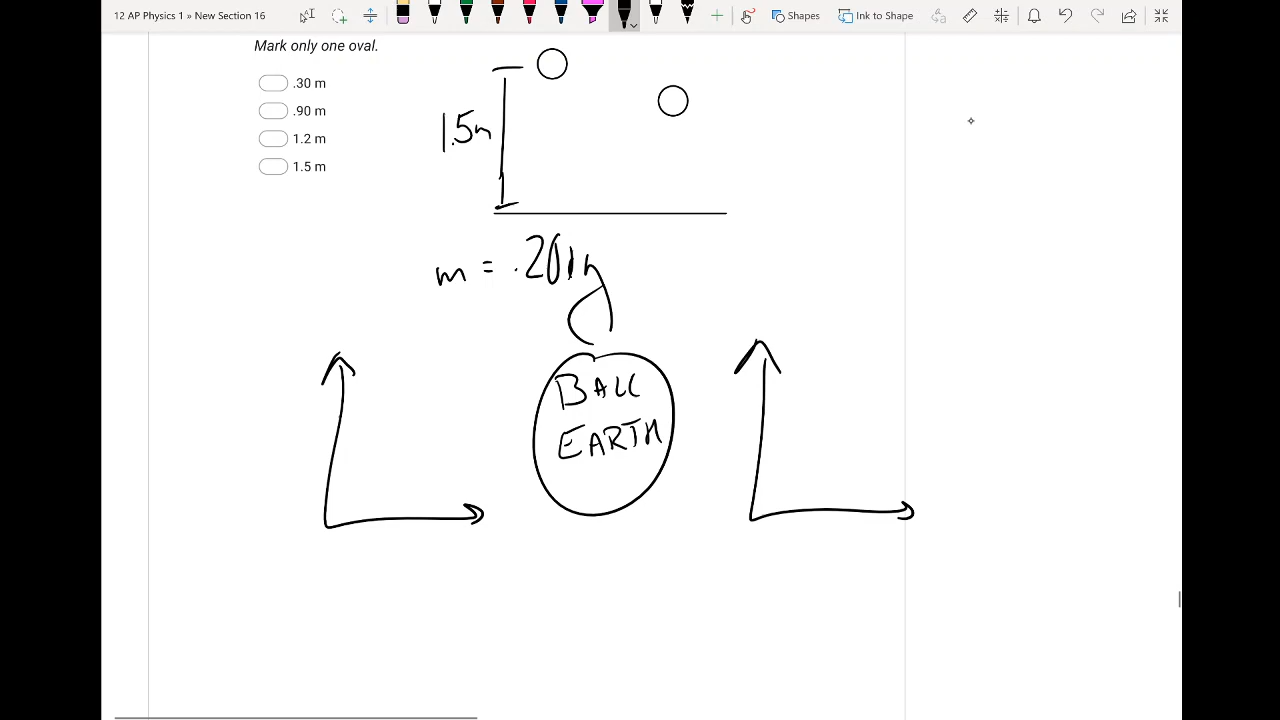 12 AP Physics 1 » New Section 16
Shapes
Ink to Shape
Mark only one oval.
.30 m
.90 m
1.2 m
1.5 m
1.5m
m = .20kg
BALL
EARTH